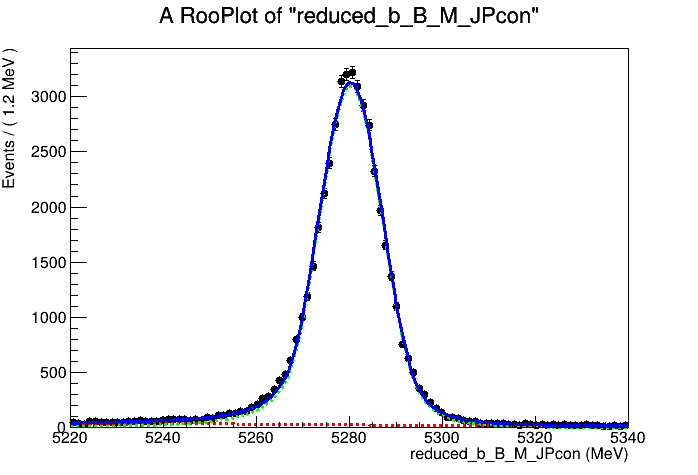 A RooPlot of "reduced_b_B_M_JPcon"
Events / ( 1.2 MeV )
3000
2500
2000
1500
1000
500
0
5220 5240 5260 5280 5300 5320 5340
reduced_b_B_M_JPcon (MeV)